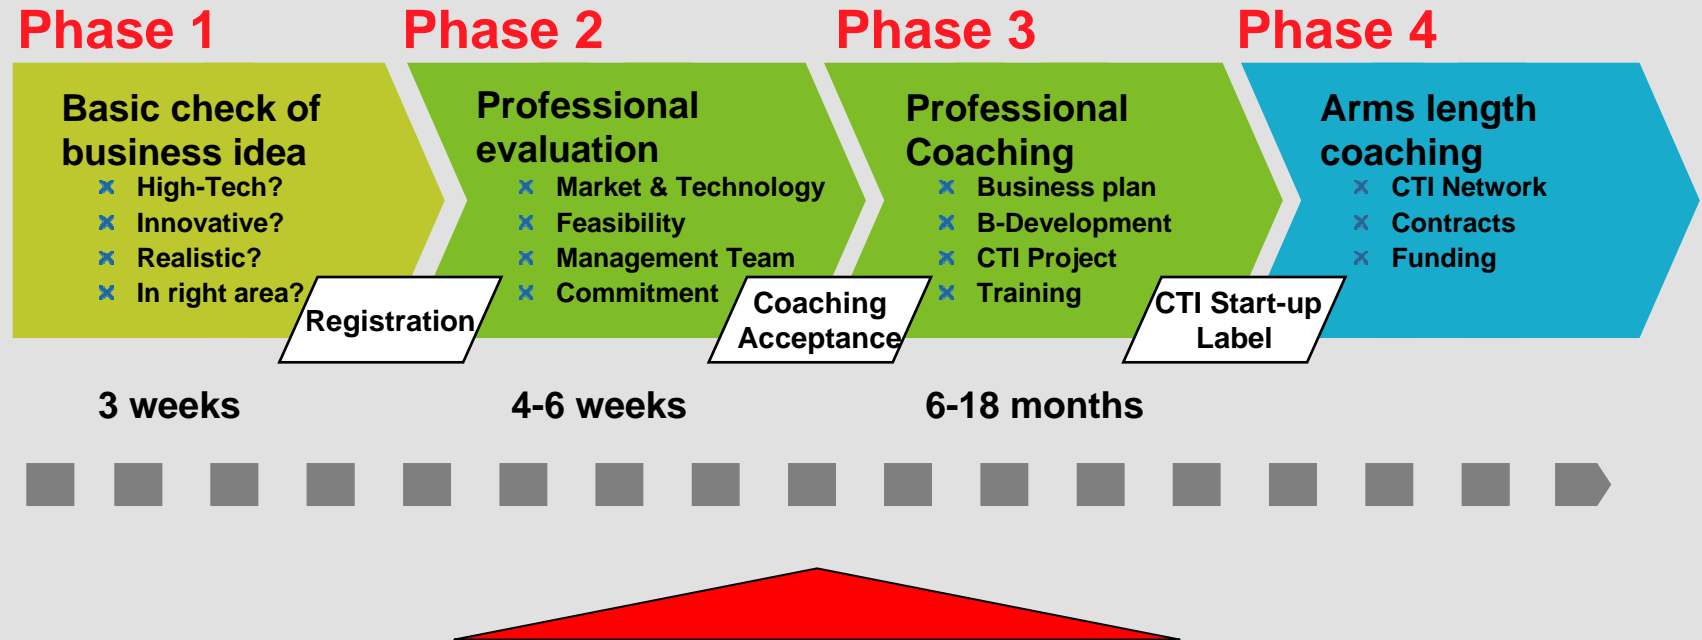 Phase 1
Phase 2
Phase 3
Phase 4
Basic check of
business idea
High-Tech?
Innovative?
Realistic?
In right area?
Registration
Professional
evaluation
Market & Technology
Feasibility
Management Team
Commitment
Coaching
Acceptance
Professional
Coaching
Business plan
B-Development
CTI Project
Training
CTI Start-up
Label
Arms length
coaching
CTI Network
Contracts
Funding
3 weeks
4-6 weeks
6-18 months